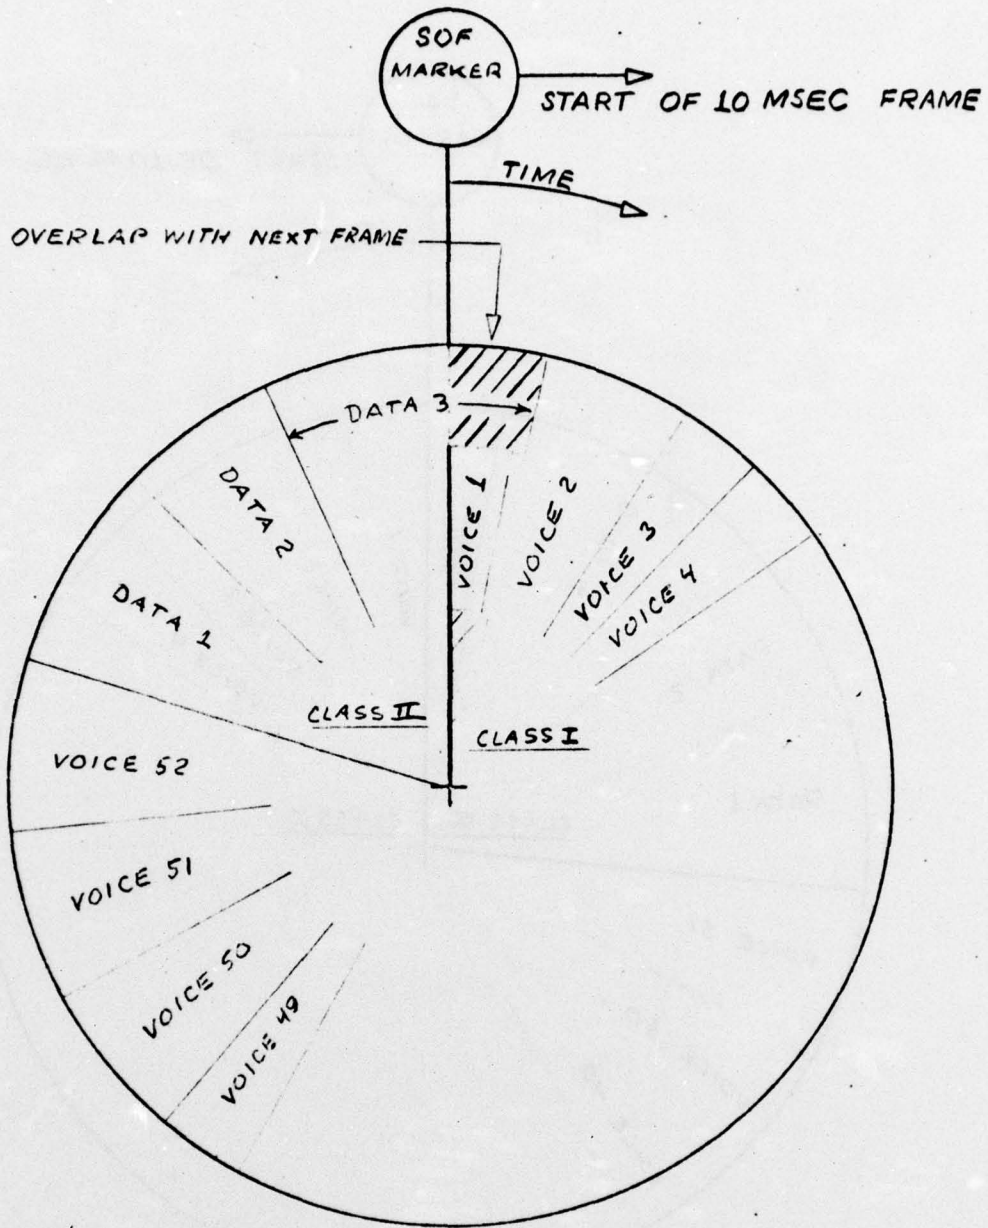 SOF
MARKER
START OF 10 MSEC FRAME
TIME
OVERLAP WITH NEXT FRAME
DATA 3
DATA 2
DATA 1
VOICE 1
VOICE 2
VOICE 3
VOICE 4
CLASS II
CLASS I
VOICE 52
VOICE 51
VOICE 50
VOICE 49